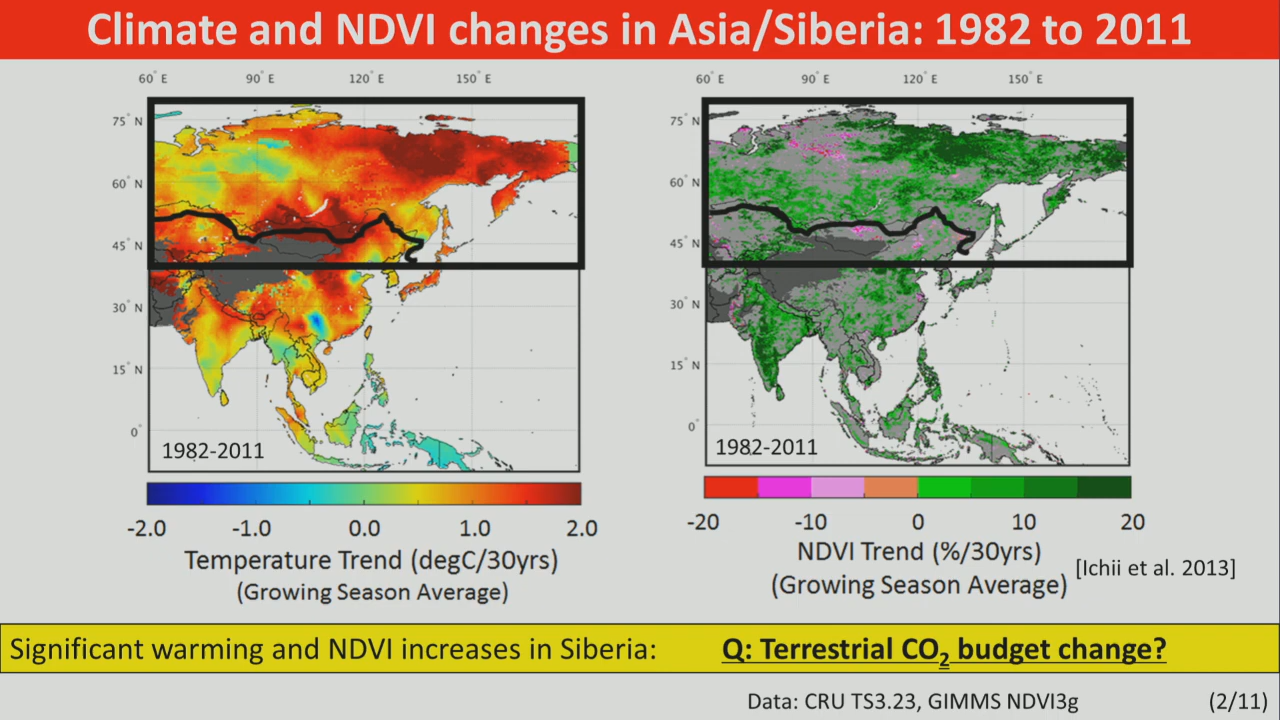 Climate and NDVI changes in Asia/Siberia: 1982 to 2011
60° E 90° E 120° E 150° E
75° N
60° N
45° N
30° N
15° N
0°
1982-2011
-2.0 -1.0 0.0 1.0 2.0
Temperature Trend (degC/30yrs)
(Growing Season Average)
60° E 90° E 120° E 150° E
75° N
60° N
45° N
30° N
15° N
0°
1982-2011
-20 -10 0 10 20
NDVI Trend (%/30yrs)
(Growing Season Average)
[Ichii et al. 2013]
Significant warming and NDVI increases in Siberia: Q: Terrestrial CO2 budget change?
Data: CRU TS3.23, GIMMS NDVI3g (2/11)